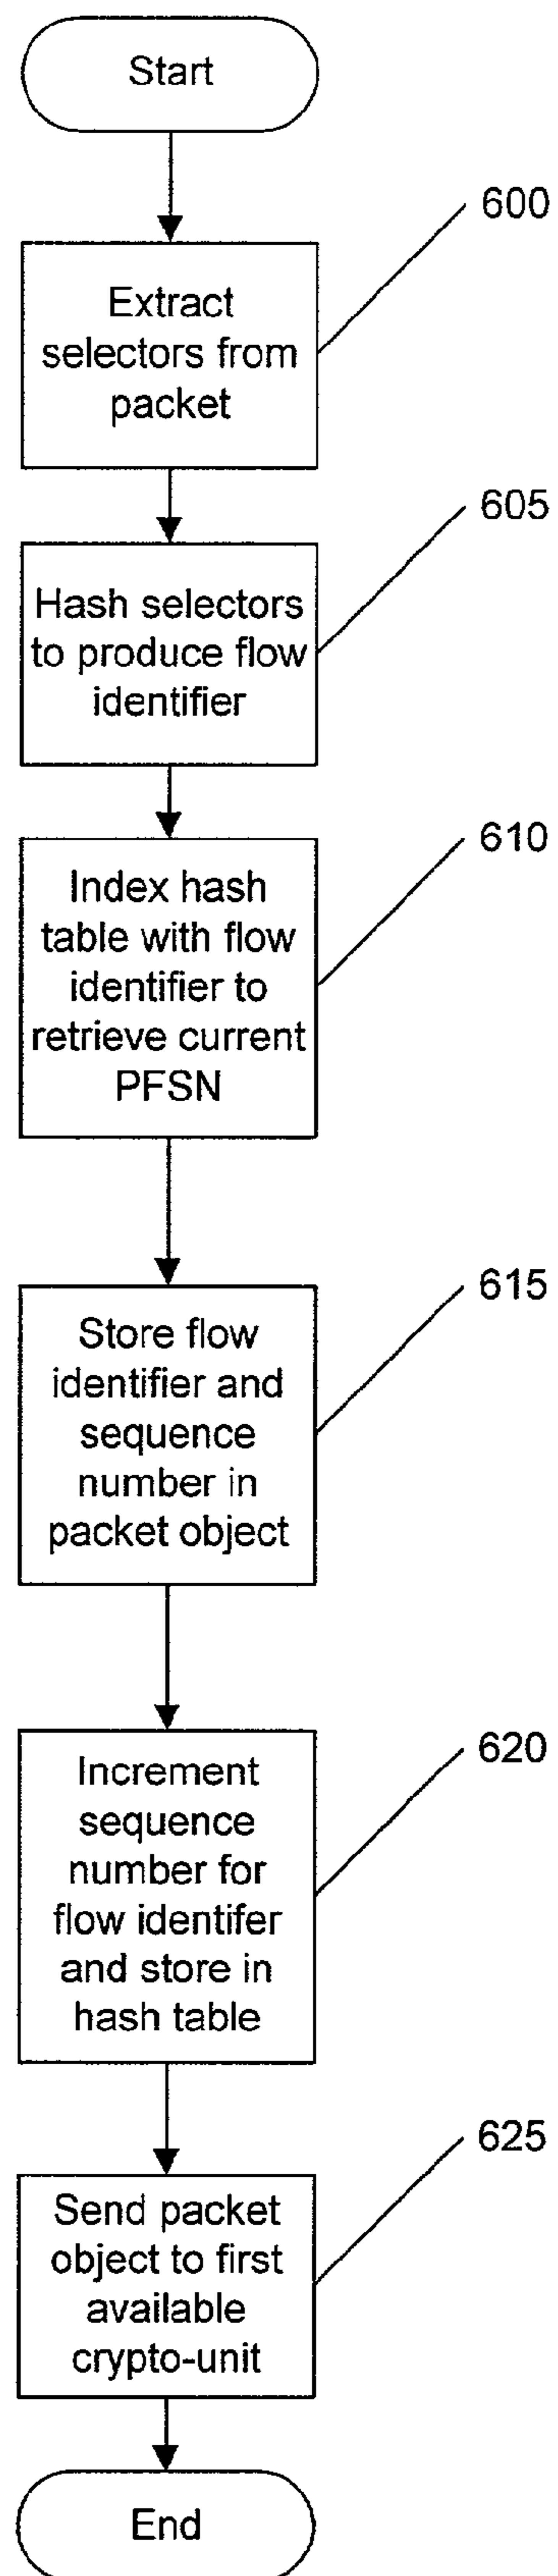 Start
600
Extract
selectors from
packet
605
Hash selectors
to produce flow
identifier
610
Index hash
table with flow
identifier to
retrieve current
PFSN
615
Store flow
identifier and
sequence
number in
packet object
620
Increment
sequence
number for
flow identifer
and store in
hash table
625
Send packet
object to first
available
crypto-unit
End